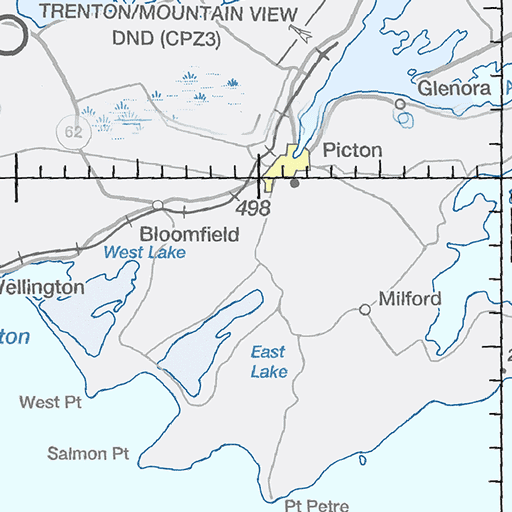 TRENTON/MOUNTAIN VIEW
DND (CPZ3)
Glenora
62
Picton
498
Bloomfield
West Lake
Wellington
Milford
ton
East
Lake
West Pt
Salmon Pt
Pt Petre